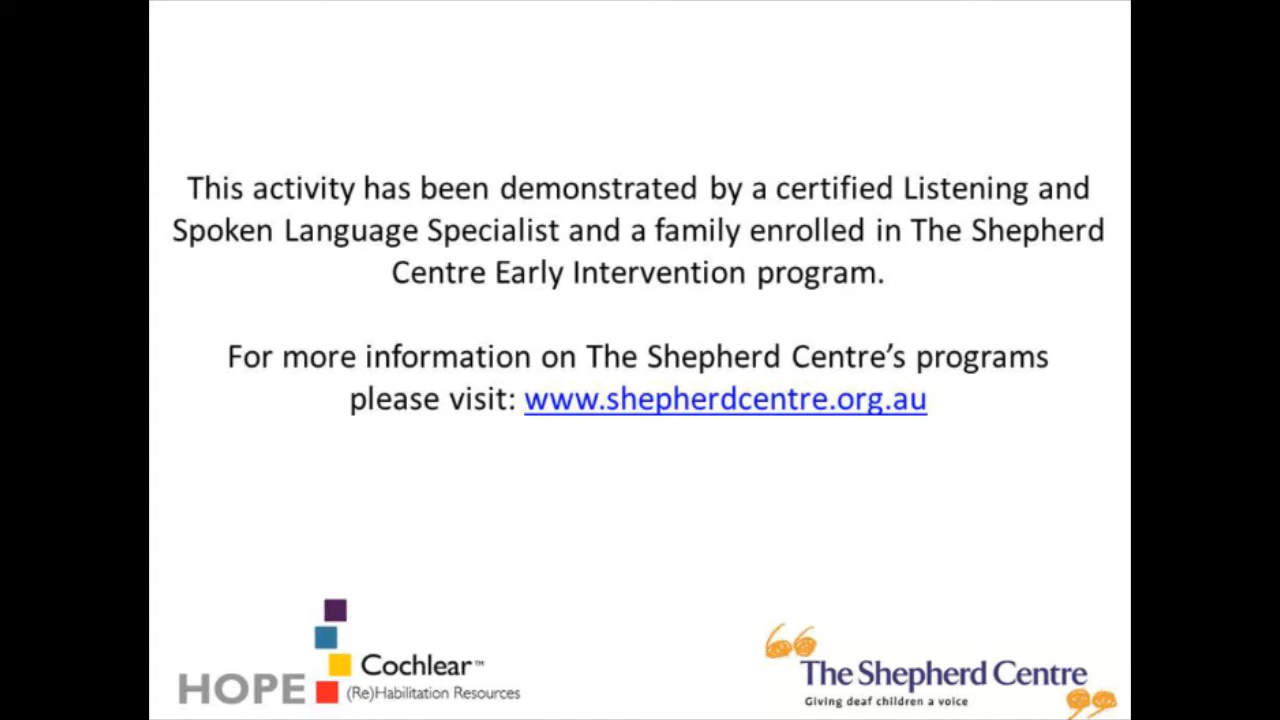 This activity has been demonstrated by a certified Listening and
Spoken Language Specialist and a family enrolled in The Shepherd
Centre Early Intervention program.
For more information on The Shepherd Centre’s programs
please visit: www.shepherdcentre.org.au
HOPE
Cochlear™
(Re)Habilitation Resources
The Shepherd Centre
Giving deaf children a voice